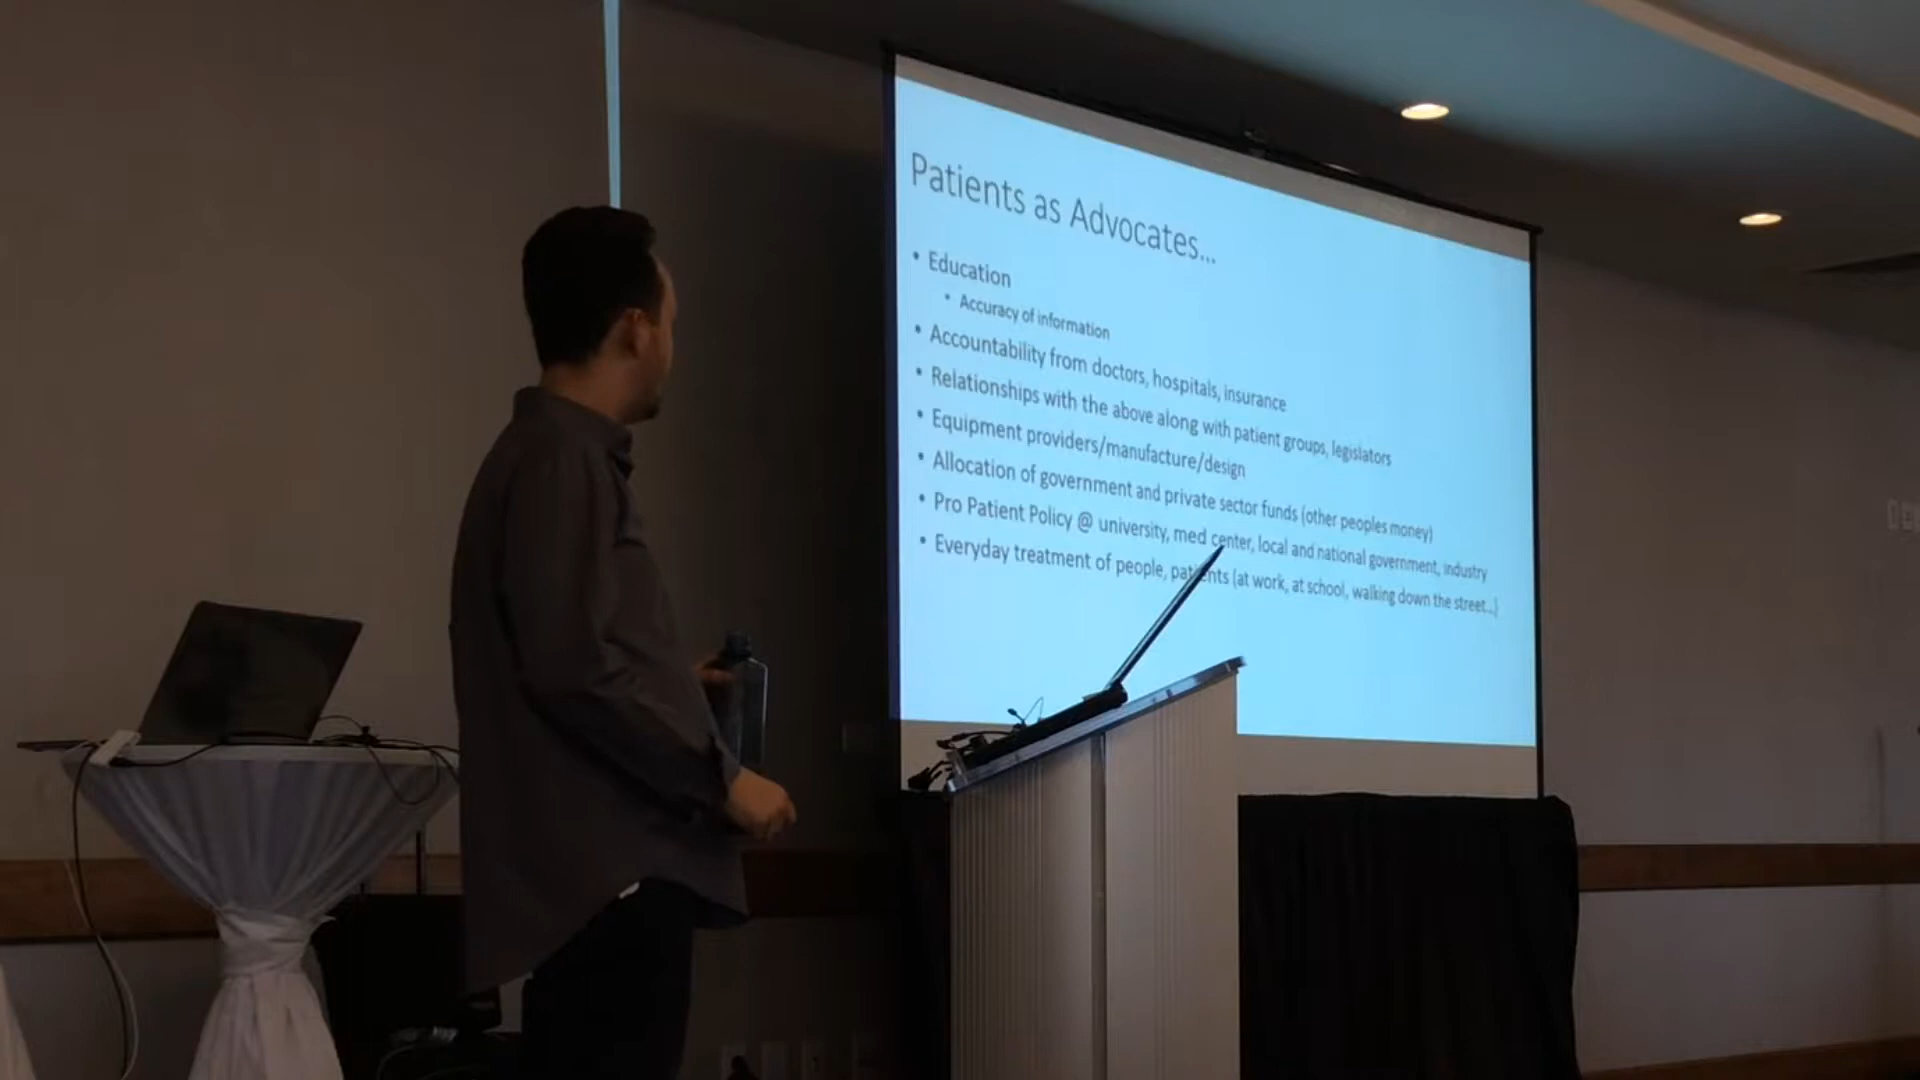 Patients as Advocates...
• Education
• Accuracy of information
• Accountability from doctors, hospitals, insurance
• Relationships with the above along with patient groups, legislators
• Equipment providers/manufacture/design
• Allocation of government and private sector funds (other peoples money)
• Pro Patient Policy @ university, med center, local and national government, industry
• Everyday treatment of people, patients (at work, at school, walking down the street...)